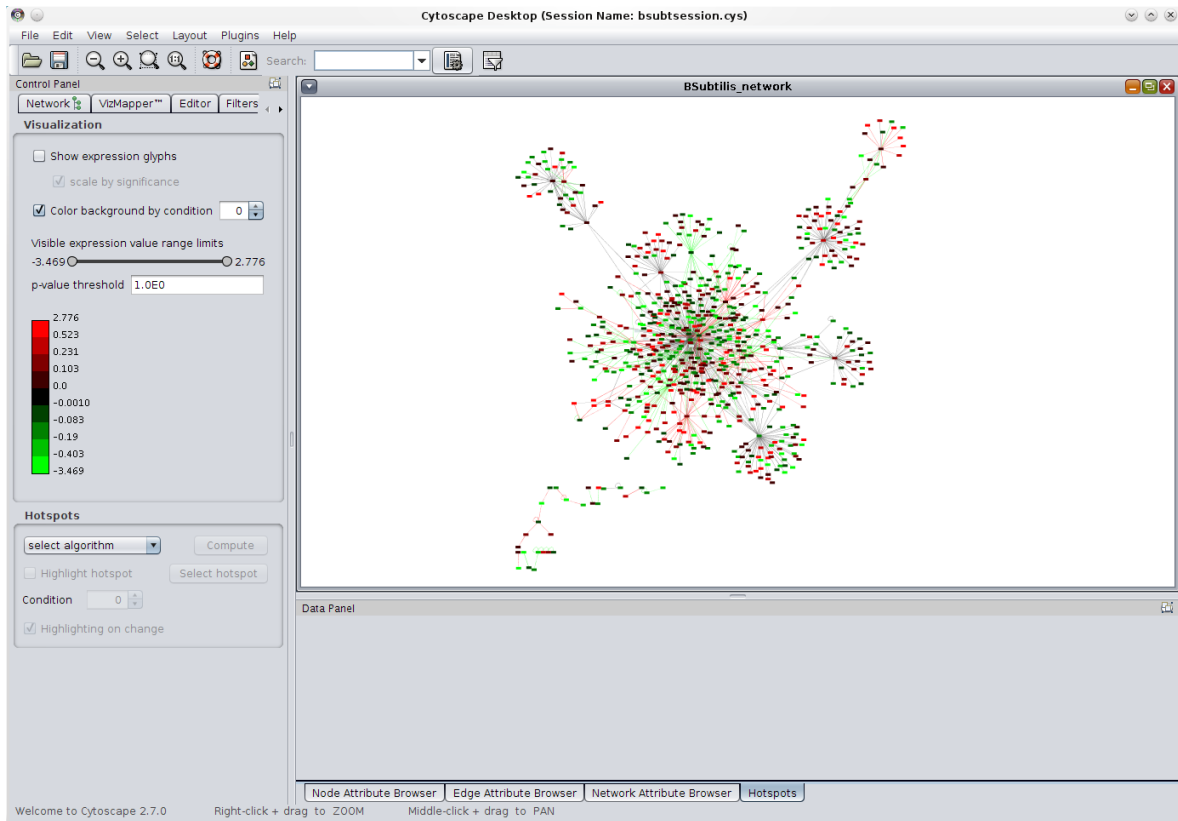 Cytoscape Desktop (Session Name: bsubtsession.cys)
File Edit View Select Layout Plugins Help
Search:
Control Panel
Network VizMapper™ Editor Filters
Visualization
Show expression glyphs
scale by significance
Color background by condition 0
Visible expression value range limits
-3.469 2.776
p-value threshold 1.0E0
2.776
0.523
0.231
0.103
0.0
-0.0010
-0.083
-0.19
-0.403
-3.469
Hotspots
select algorithm Compute
Highlight hotspot Select hotspot
Condition 0
Highlighting on change
BSubtilis_network
Data Panel
Node Attribute Browser Edge Attribute Browser Network Attribute Browser Hotspots
Welcome to Cytoscape 2.7.0 Right-click + drag to ZOOM Middle-click + drag to PAN